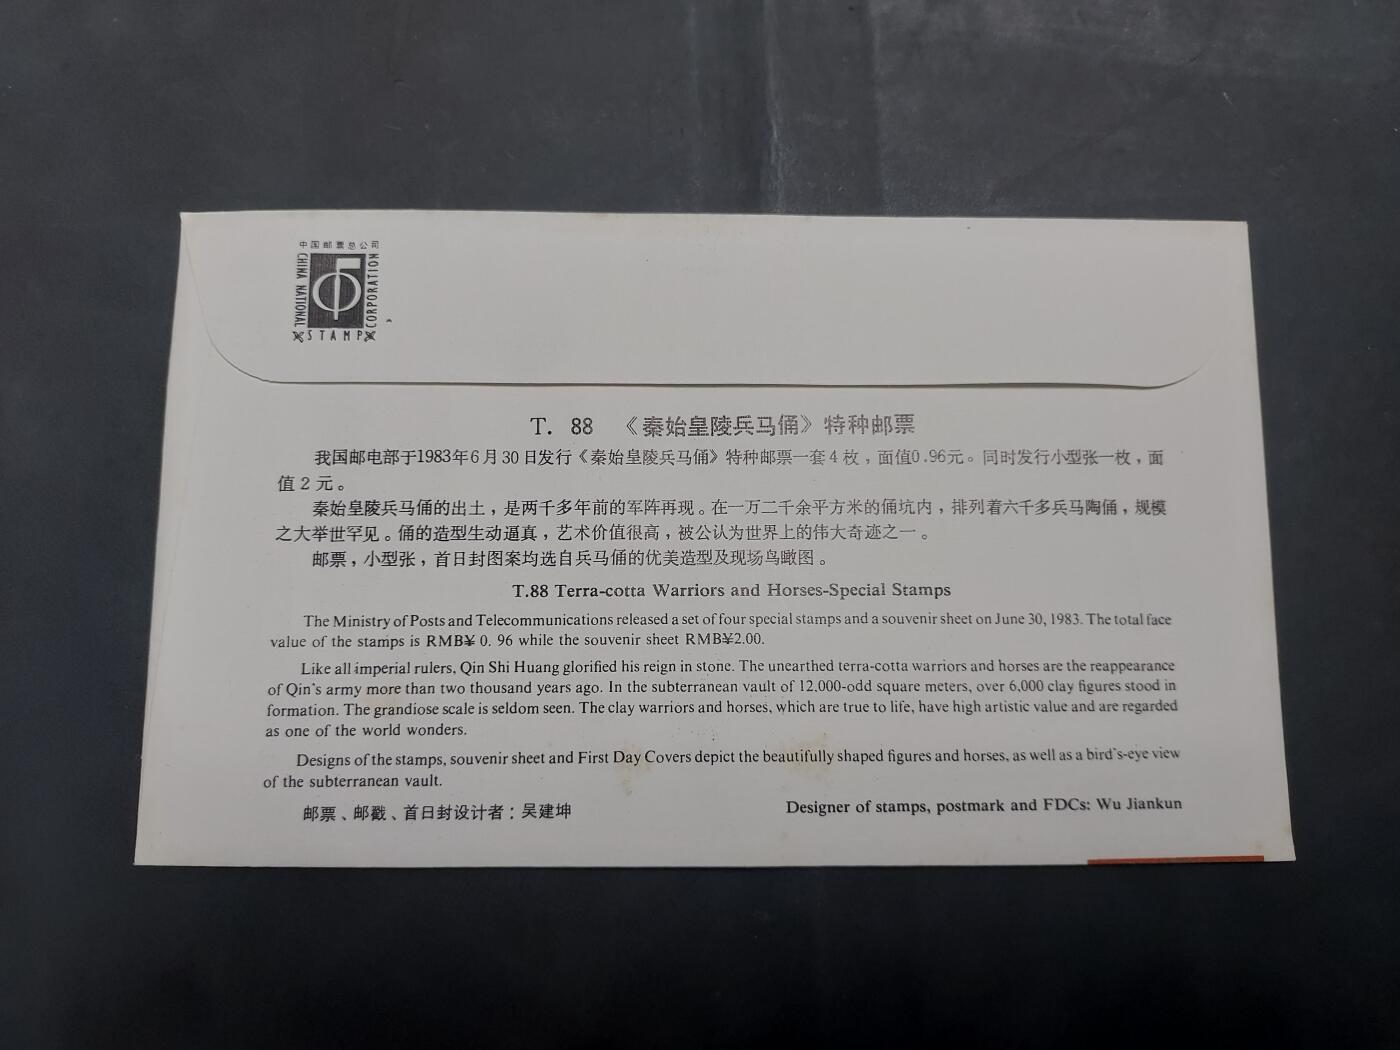 中国邮票总公司
CHINA NATIONAL
STAMP
CORPORATION
T. 88 《秦始皇陵兵马俑》特种邮票
我国邮电部于1983年6月30日发行《秦始皇陵兵马俑》特种邮票一套4枚，面值0.96元。同时发行小型张一枚，面
值2元。
秦始皇陵兵马俑的出土，是两千多年前的军阵再现。在一万二千余平方米的俑坑内，排列着六千多兵马陶俑，规模
之大举世罕见。俑的造型生动逼真，艺术价值很高，被公认为世界上的伟大奇迹之一。
邮票，小型张，首日封图案均选自兵马俑的优美造型及现场鸟瞰图。
T.88 Terra-cotta Warriors and Horses-Special Stamps
The Ministry of Posts and Telecommunications released a set of four special stamps and a souvenir sheet on June 30, 1983. The total face
value of the stamps is RMB¥ 0. 96 while the souvenir sheet RMB¥2.00.
Like all imperial rulers, Qin Shi Huang glorified his reign in stone. The unearthed terra-cotta warriors and horses are the reappearance
of Qin's army more than two thousand years ago. In the subterranean vault of 12,000-odd square meters, over 6,000 clay figures stood in
formation. The grandiose scale is seldom seen. The clay warriors and horses, which are true to life, have high artistic value and are regarded
as one of the world wonders.
Designs of the stamps, souvenir sheet and First Day Covers depict the beautifully shaped figures and horses, as well as a bird's-eye view
of the subterranean vault.
邮票、邮戳、首日封设计者：吴建坤
Designer of stamps, postmark and FDCs: Wu Jiankun